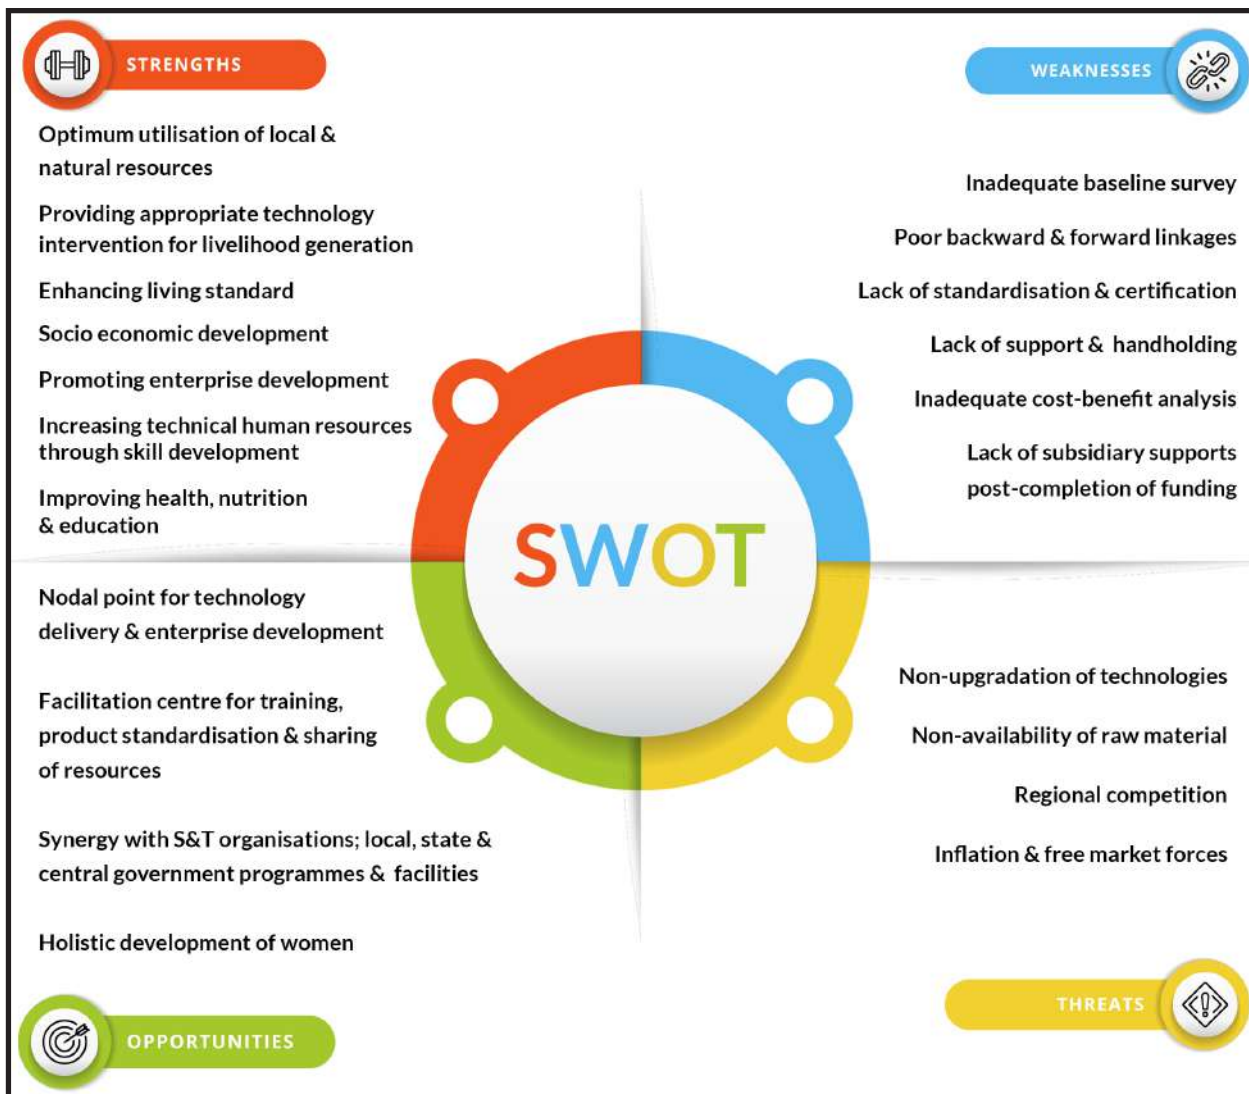 STRENGTHS
Optimum utilisation of local &
natural resources
Providing appropriate technology
intervention for livelihood generation
Enhancing living standard
Socio economic development
Promoting enterprise development
Increasing technical human resources
through skill development
Improving health, nutrition
& education
WEAKNESSES
Inadequate baseline survey
Poor backward & forward linkages
Lack of standardisation & certification
Lack of support & handholding
Inadequate cost-benefit analysis
Lack of subsidiary supports
post-completion of funding
SWOT
Nodal point for technology
delivery & enterprise development
Facilitation centre for training,
product standardisation & sharing
of resources
Synergy with S&T organisations; local, state &
central government programmes & facilities
Holistic development of women
OPPORTUNITIES
Non-upgradation of technologies
Non-availability of raw material
Regional competition
Inflation & free market forces
THREATS